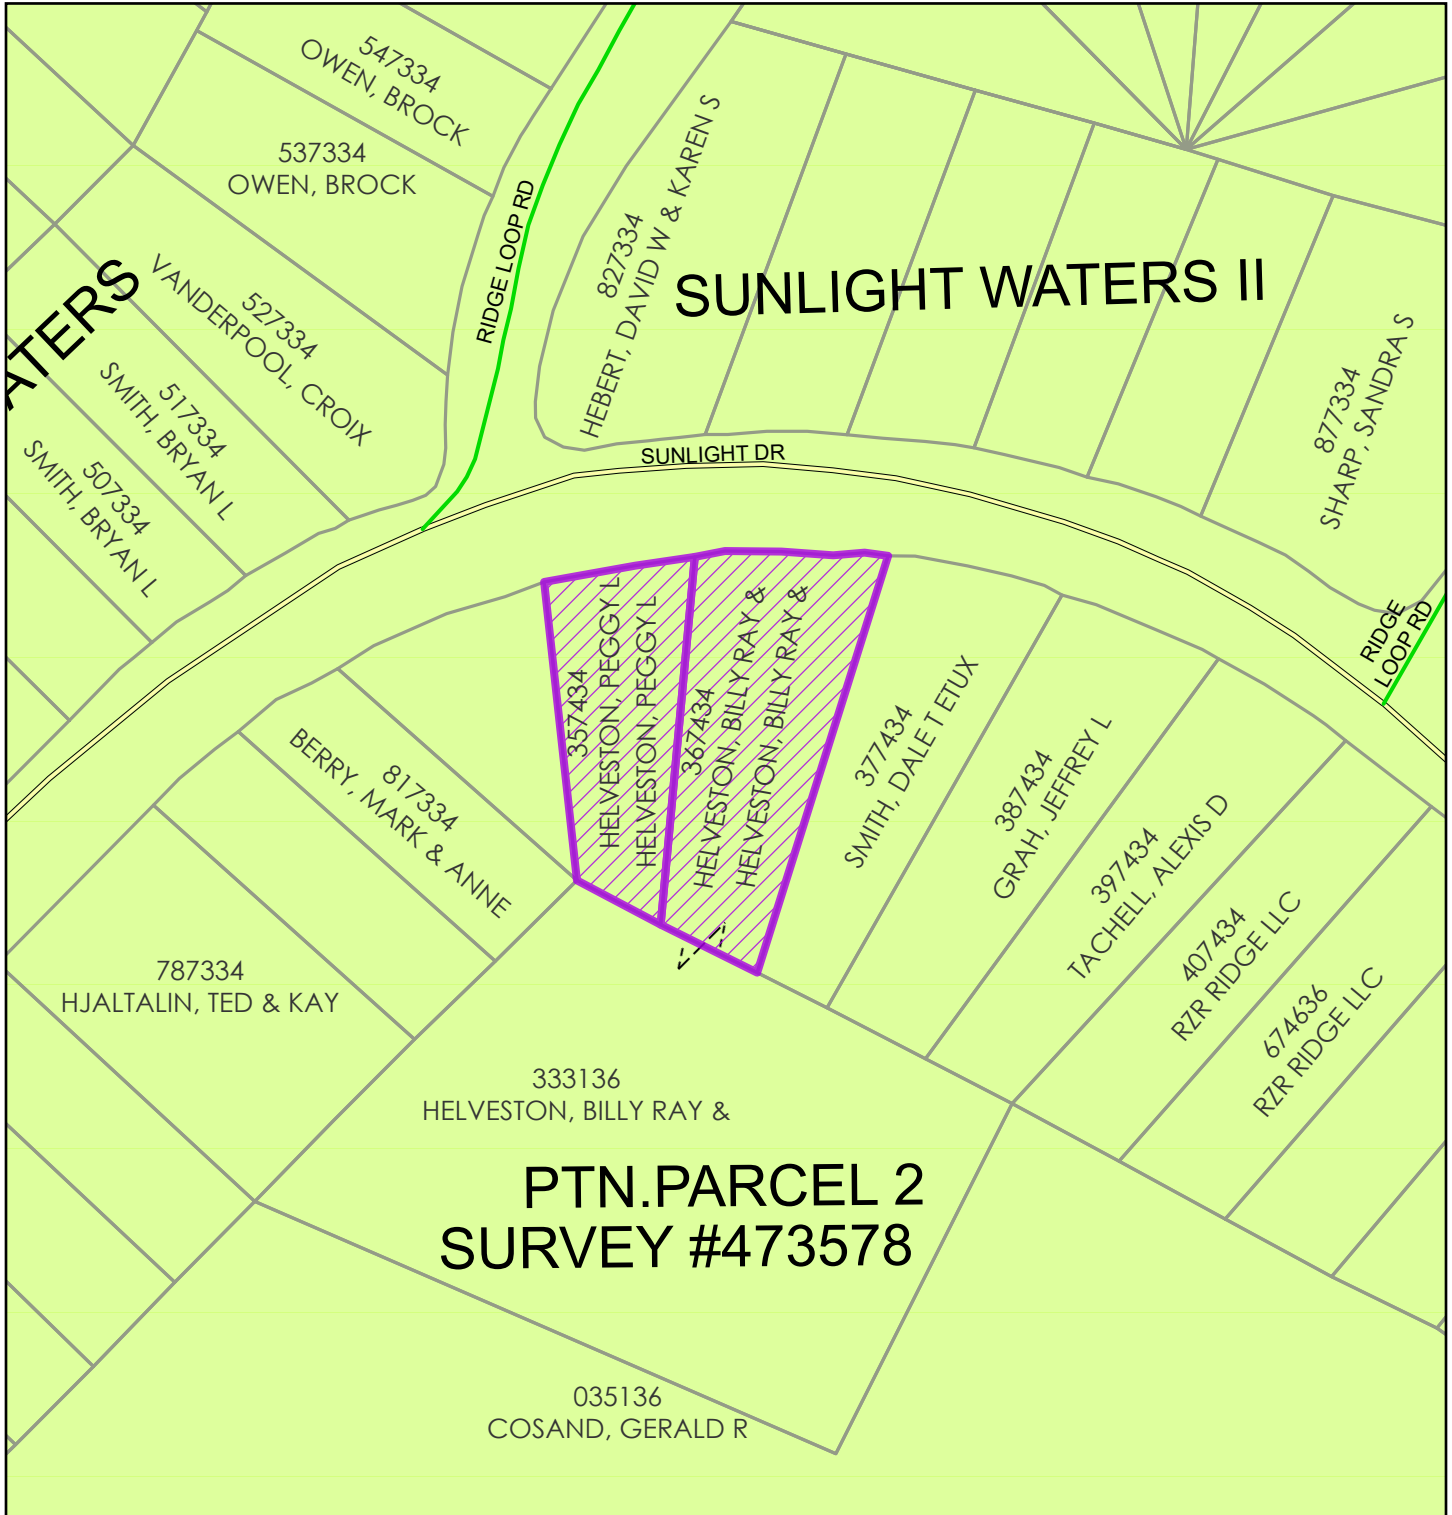 547334
OWEN, BROCK
537334
OWEN, BROCK
RIDGE LOOP RD
827334
HEBERT, DAVID W & KAREN S
SUNLIGHT WATERS II
ATERS
527334
VANDERPOOL, CROIX
517334
SMITH, BRYAN L
507334
SMITH, BRYAN L
877334
SHARP, SANDRA S
SUNLIGHT DR
RIDGE
LOOP RD
357434
HELVESTON, PEGGY L
HELVESTON, PEGGY L
367434
HELVESTON, BILLY RAY &
HELVESTON, BILLY RAY &
377434
SMITH, DALE T ETUX
387434
GRAH, JEFFREY L
397434
TACHELL, ALEXIS D
407434
RZR RIDGE LLC
674636
RZR RIDGE LLC
817334
BERRY, MARK & ANNE
787334
HJALTALIN, TED & KAY
333136
HELVESTON, BILLY RAY &
PTN.PARCEL 2
SURVEY #473578
035136
COSAND, GERALD R